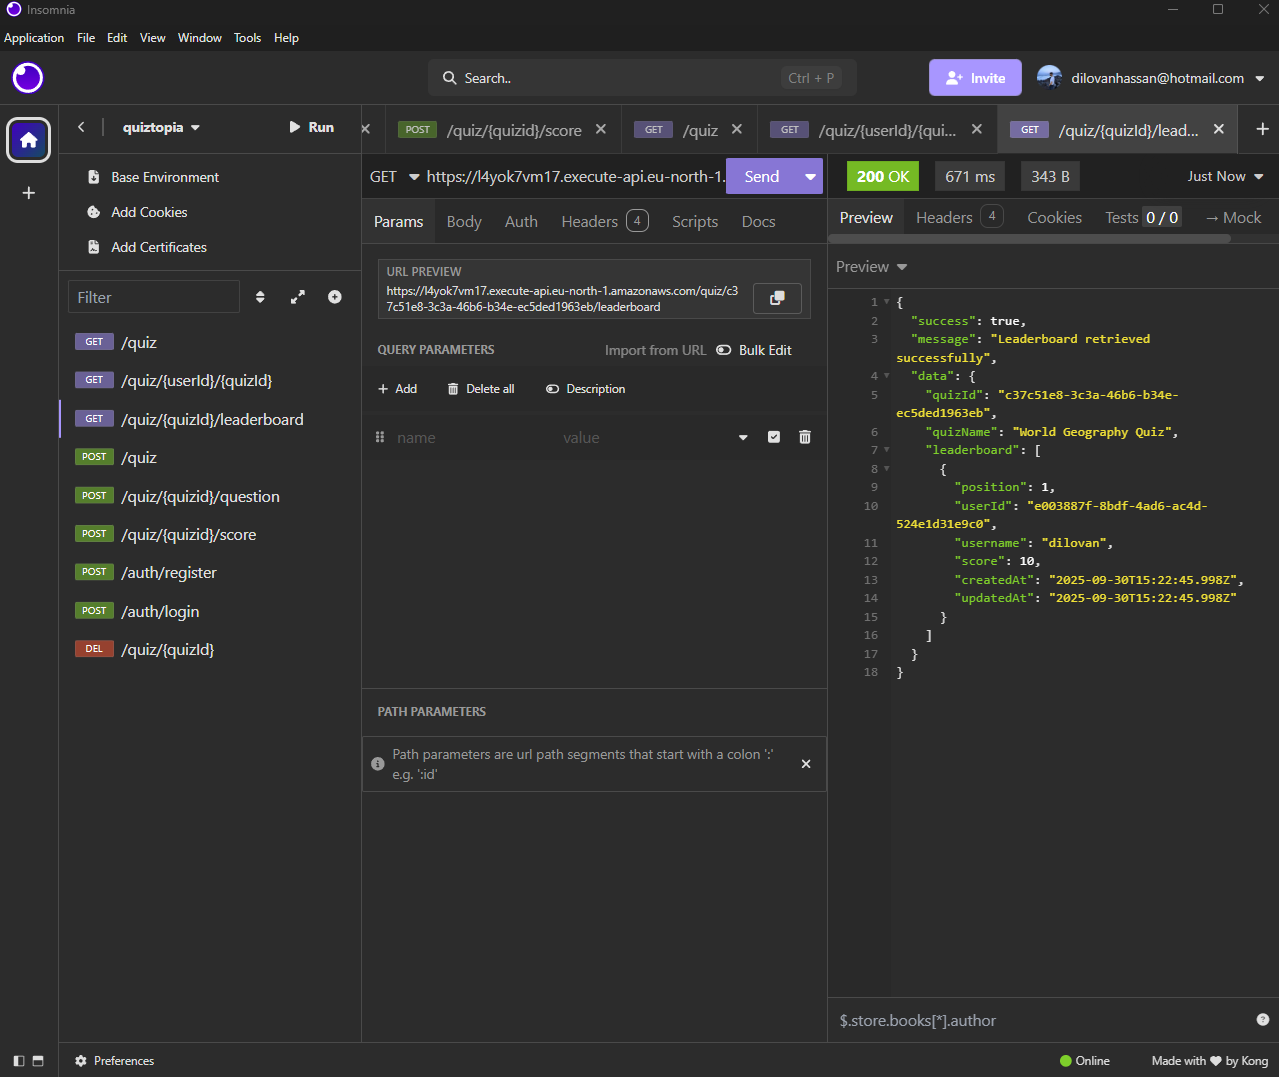 Insomnia
Application File Edit View Window Tools Help
Search.. Ctrl + P
Invite
dilovanhassan@hotmail.com
quiztopia
Run
POST /quiz/{quizid}/score
GET /quiz
GET /quiz/{userId}/{qui...
GET /quiz/{quizId}/lead...
Base Environment
Add Cookies
Add Certificates
Filter
GET /quiz
GET /quiz/{userId}/{quizId}
GET /quiz/{quizId}/leaderboard
POST /quiz
POST /quiz/{quizid}/question
POST /quiz/{quizid}/score
POST /auth/register
POST /auth/login
DEL /quiz/{quizId}
GET https://l4yok7vm17.execute-api.eu-north-1.
Send
Params Body Auth Headers 4 Scripts Docs
URL PREVIEW
https://l4yok7vm17.execute-api.eu-north-1.amazonaws.com/quiz/c3
7c51e8-3c3a-46b6-b34e-ec5ded1963eb/leaderboard
QUERY PARAMETERS Import from URL Bulk Edit
Add Delete all Description
name value
PATH PARAMETERS
Path parameters are url path segments that start with a colon ':'
e.g. ':id'
200 OK 671 ms 343 B Just Now
Preview Headers 4 Cookies Tests 0 / 0 → Mock
Preview
1 {
2 "success": true,
3 "message": "Leaderboard retrieved
successfully",
4 "data": {
5 "quizId": "c37c51e8-3c3a-46b6-b34e-
ec5ded1963eb",
6 "quizName": "World Geography Quiz",
7 "leaderboard": [
8 {
9 "position": 1,
10 "userId": "e003887f-8bdf-4ad6-ac4d-
524e1d31e9c0",
11 "username": "dilovan",
12 "score": 10,
13 "createdAt": "2025-09-30T15:22:45.998Z",
14 "updatedAt": "2025-09-30T15:22:45.998Z"
15 }
16 ]
17 }
18 }
$.store.books[*].author
Preferences
Online
Made with ♥ by Kong